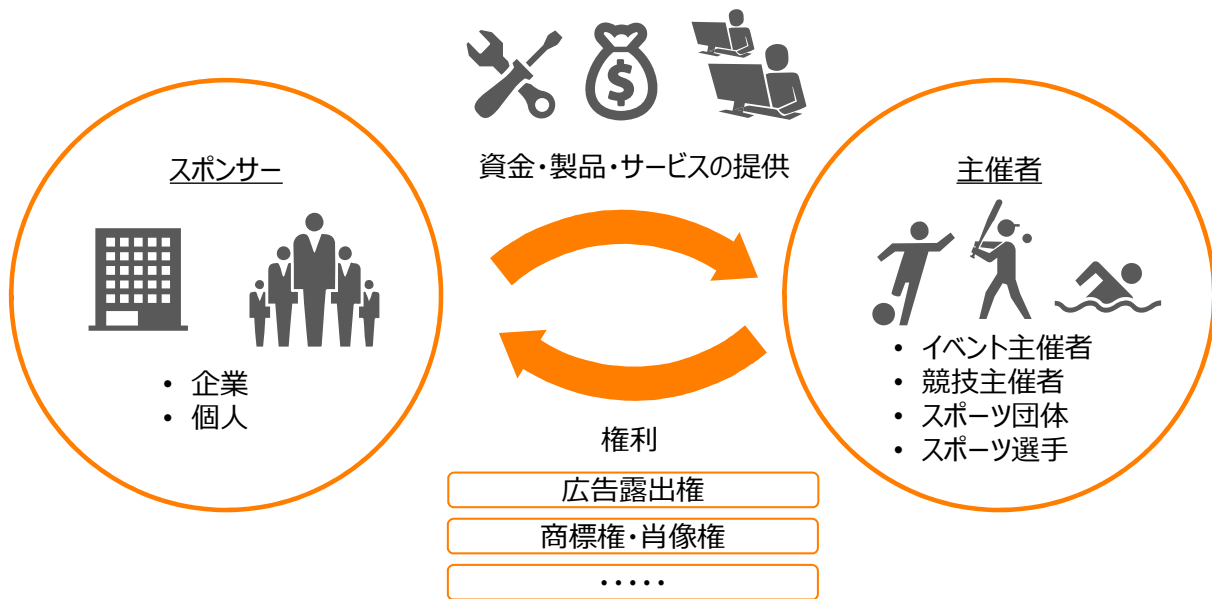 資金・製品・サービスの提供
スポンサー
• 企業
• 個人
主催者
• イベント主催者
• 競技主催者
• スポーツ団体
• スポーツ選手
権利
広告露出権
商標権・肖像権
・・・・・
$